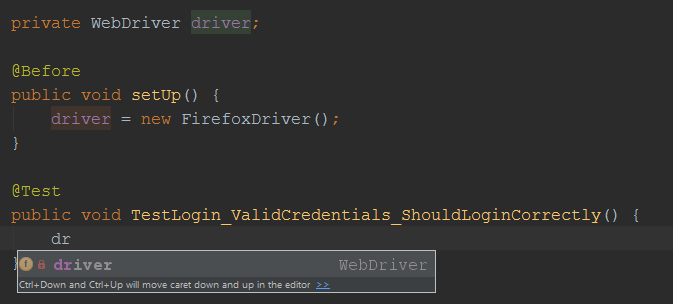 private WebDriver driver;
@Before
public void setUp() {
driver = new FirefoxDriver();
}
@Test
public void TestLogin_ValidCredentials_ShouldLoginCorrectly() {
dr
}
f driver WebDriver
Ctrl+Down and Ctrl+Up will move caret down and up in the editor >>